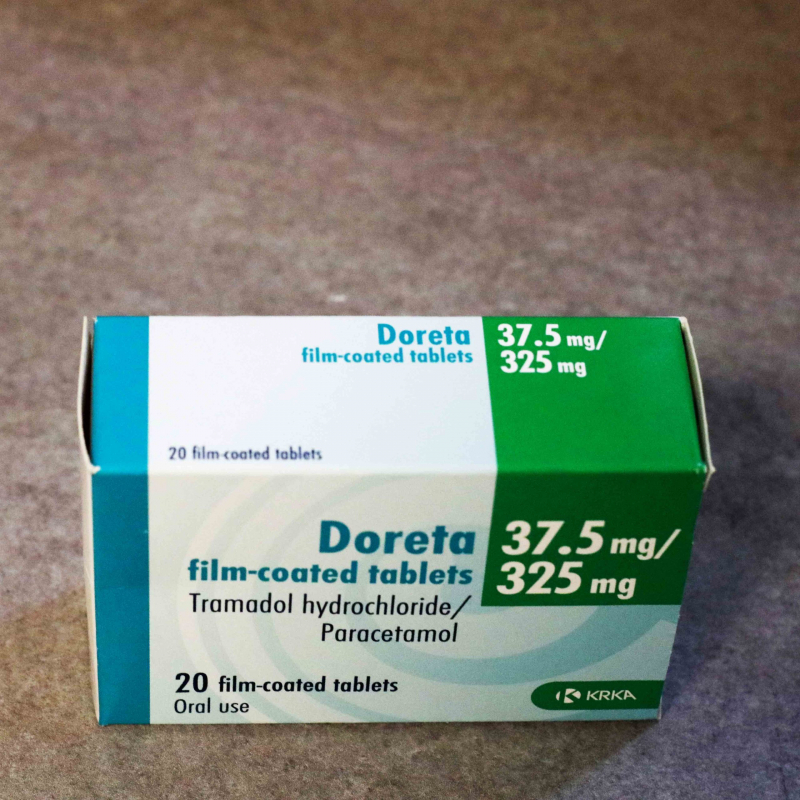 Doreta
film-coated tablets
37.5 mg/
325 mg
20 film-coated tablets
Doreta
film-coated tablets
37.5 mg/
325 mg
Tramadol hydrochloride/
Paracetamol
20 film-coated tablets
Oral use
KRKA